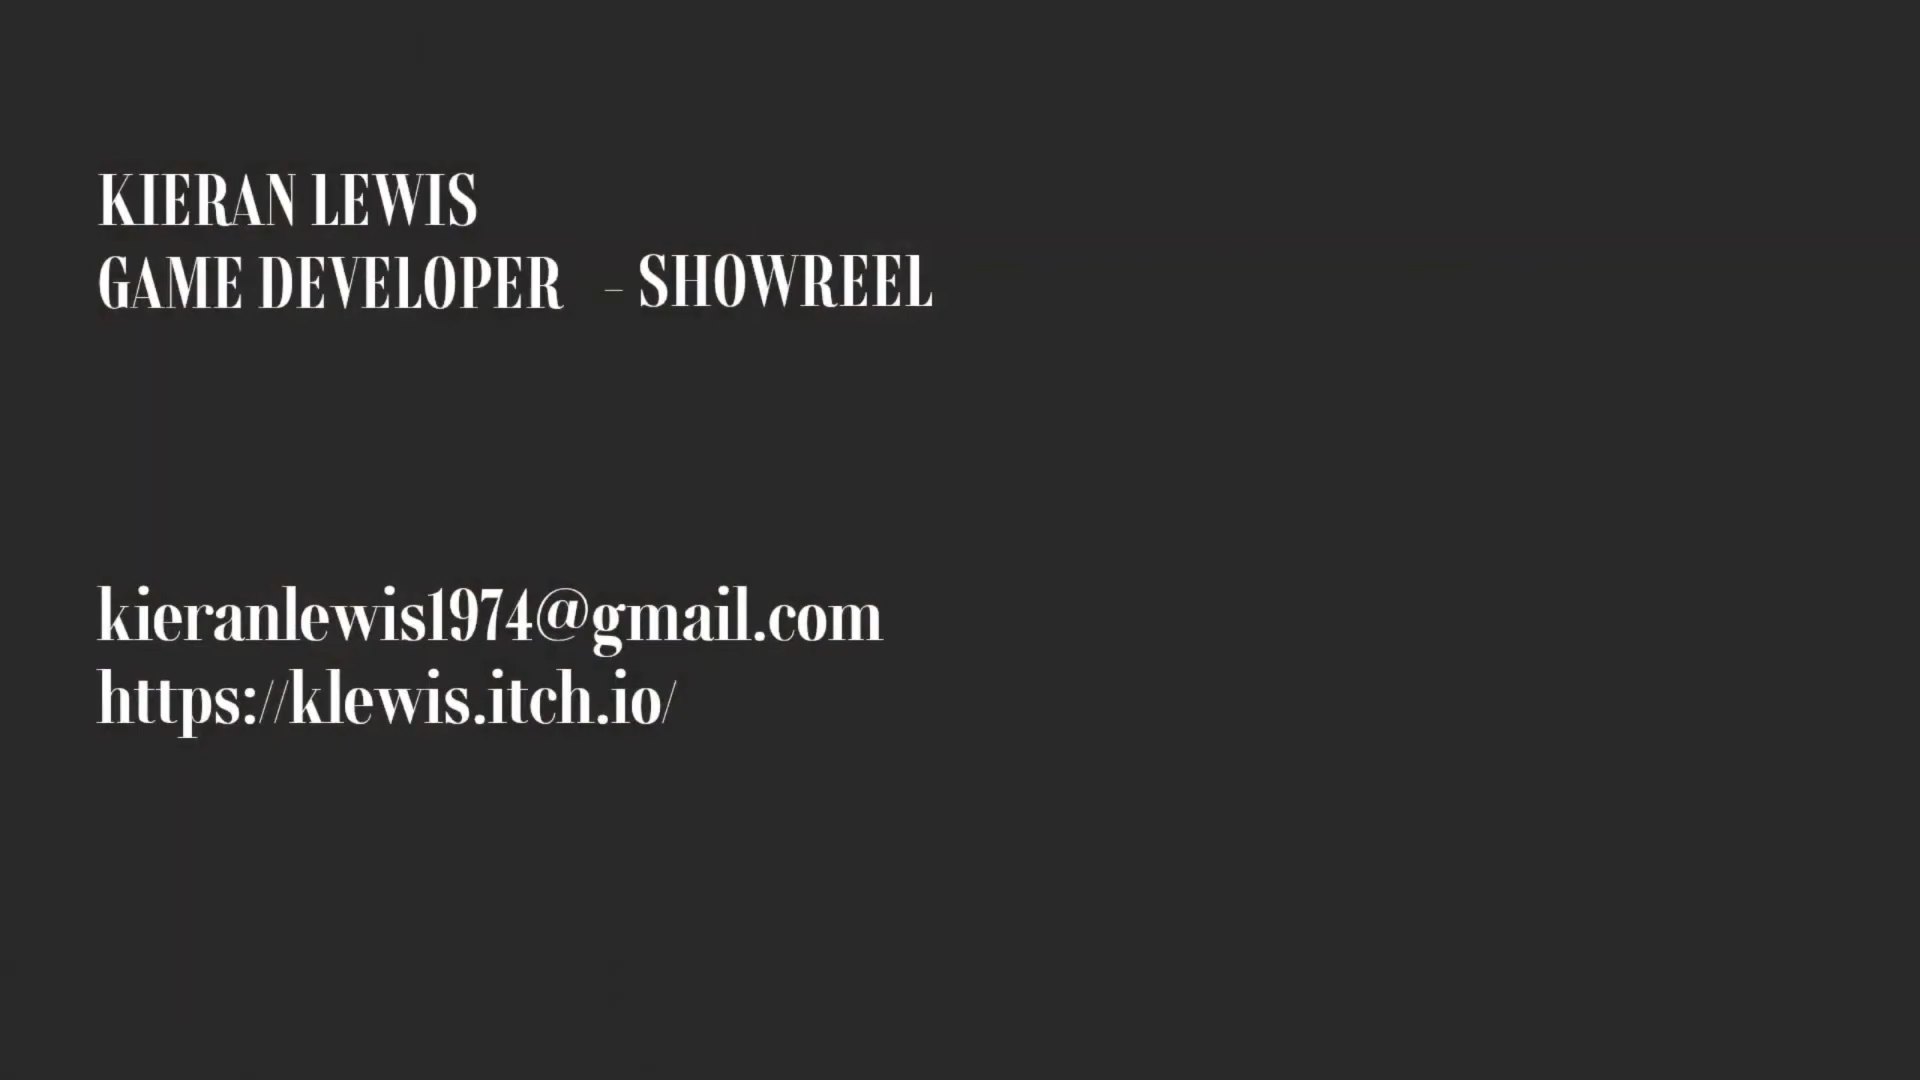 KIERAN LEWIS
GAME DEVELOPER – SHOWREEL
kieranlewis1974@gmail.com
https://klewis.itch.io/